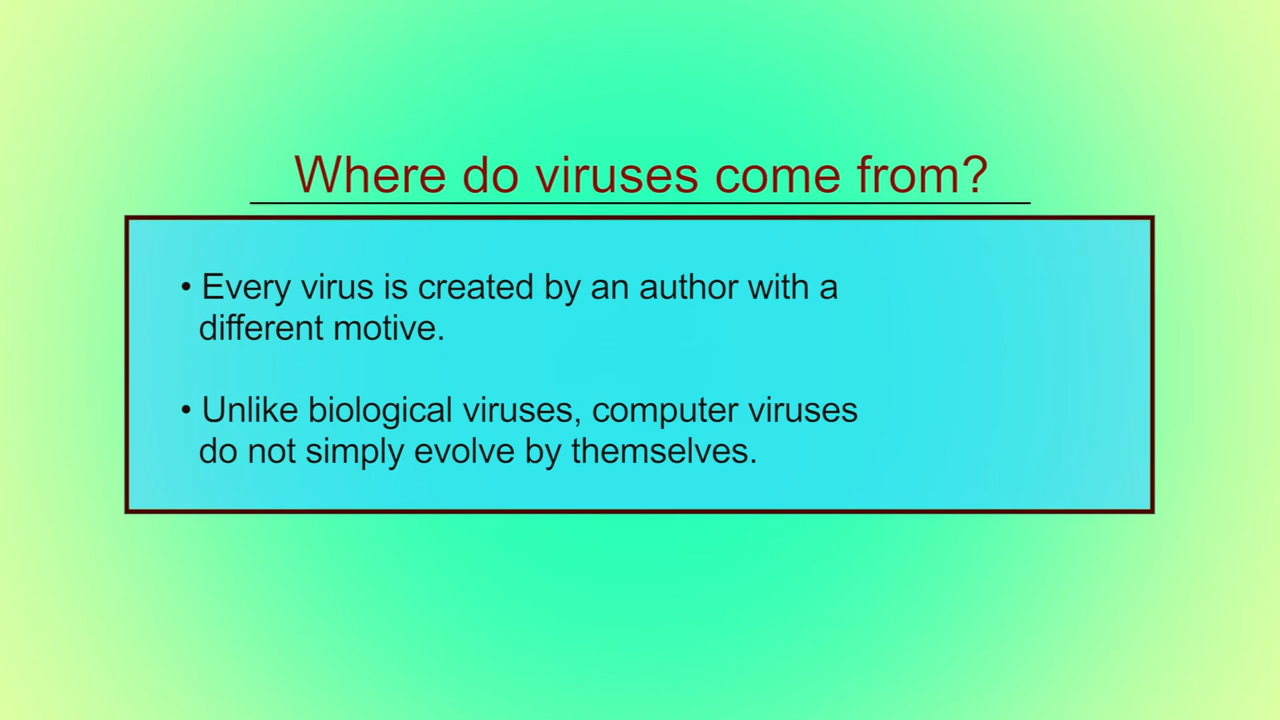 Where do viruses come from?
• Every virus is created by an author with a
different motive.
• Unlike biological viruses, computer viruses
do not simply evolve by themselves.